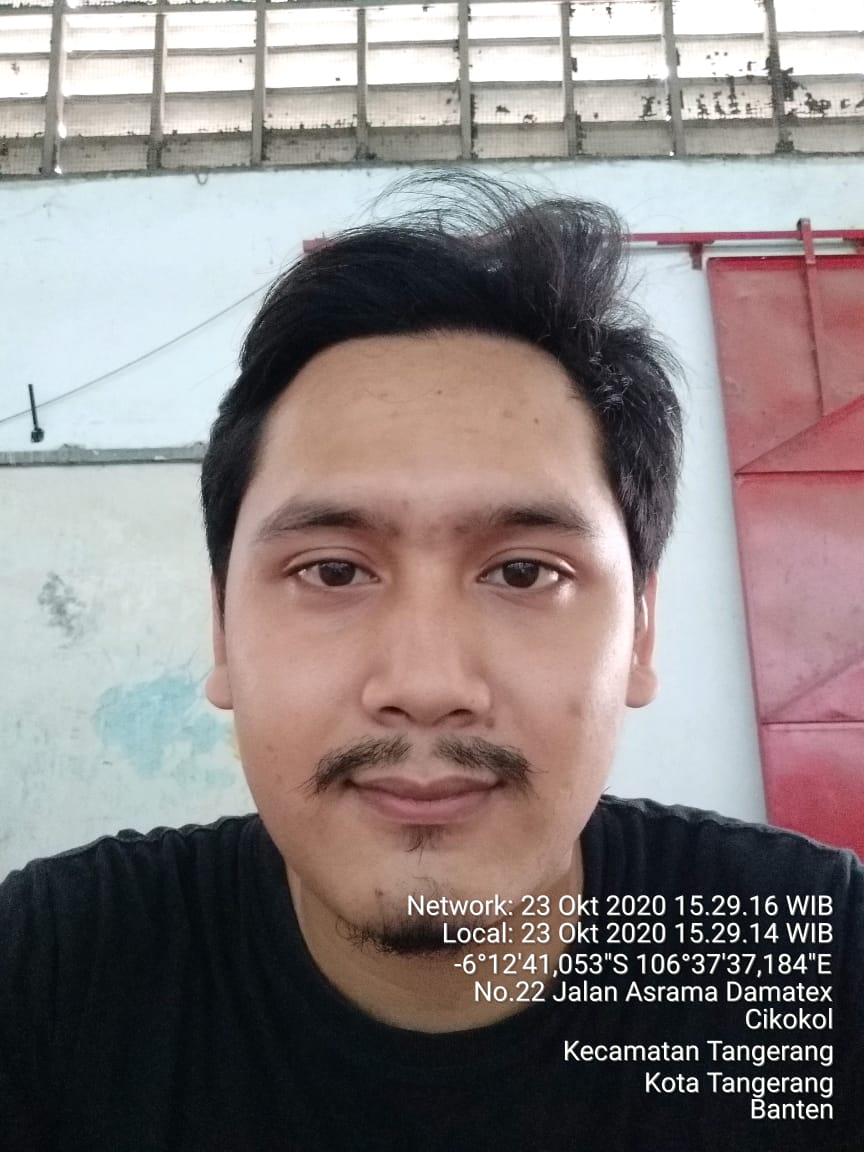 Network: 23 Okt 2020 15.29.16 WIB
Local: 23 Okt 2020 15.29.14 WIB
-6°12'41,053"S 106°37'37,184"E
No.22 Jalan Asrama Damatex
Cikokol
Kecamatan Tangerang
Kota Tangerang
Banten